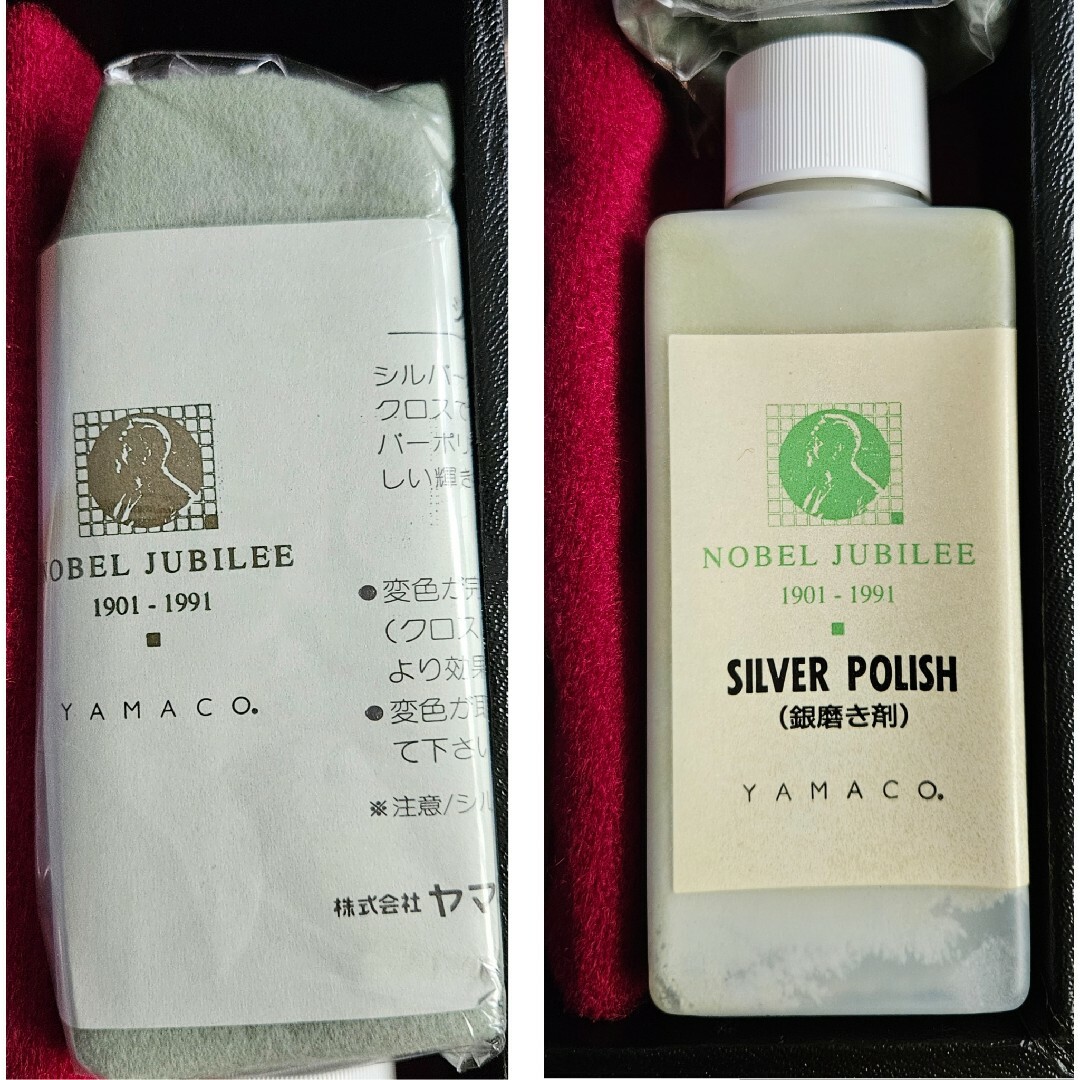 シルバー
クロスで
バーポリ
しい輝き
NOBEL JUBILEE
1901 - 1991
YAMACO.
●変色が完
(クロス
より効果
●変色が
て下さい
※注意/シル
株式会社 ヤマ
NOBEL JUBILEE
1901 - 1991
SILVER POLISH
(銀磨き剤)
YAMACO.